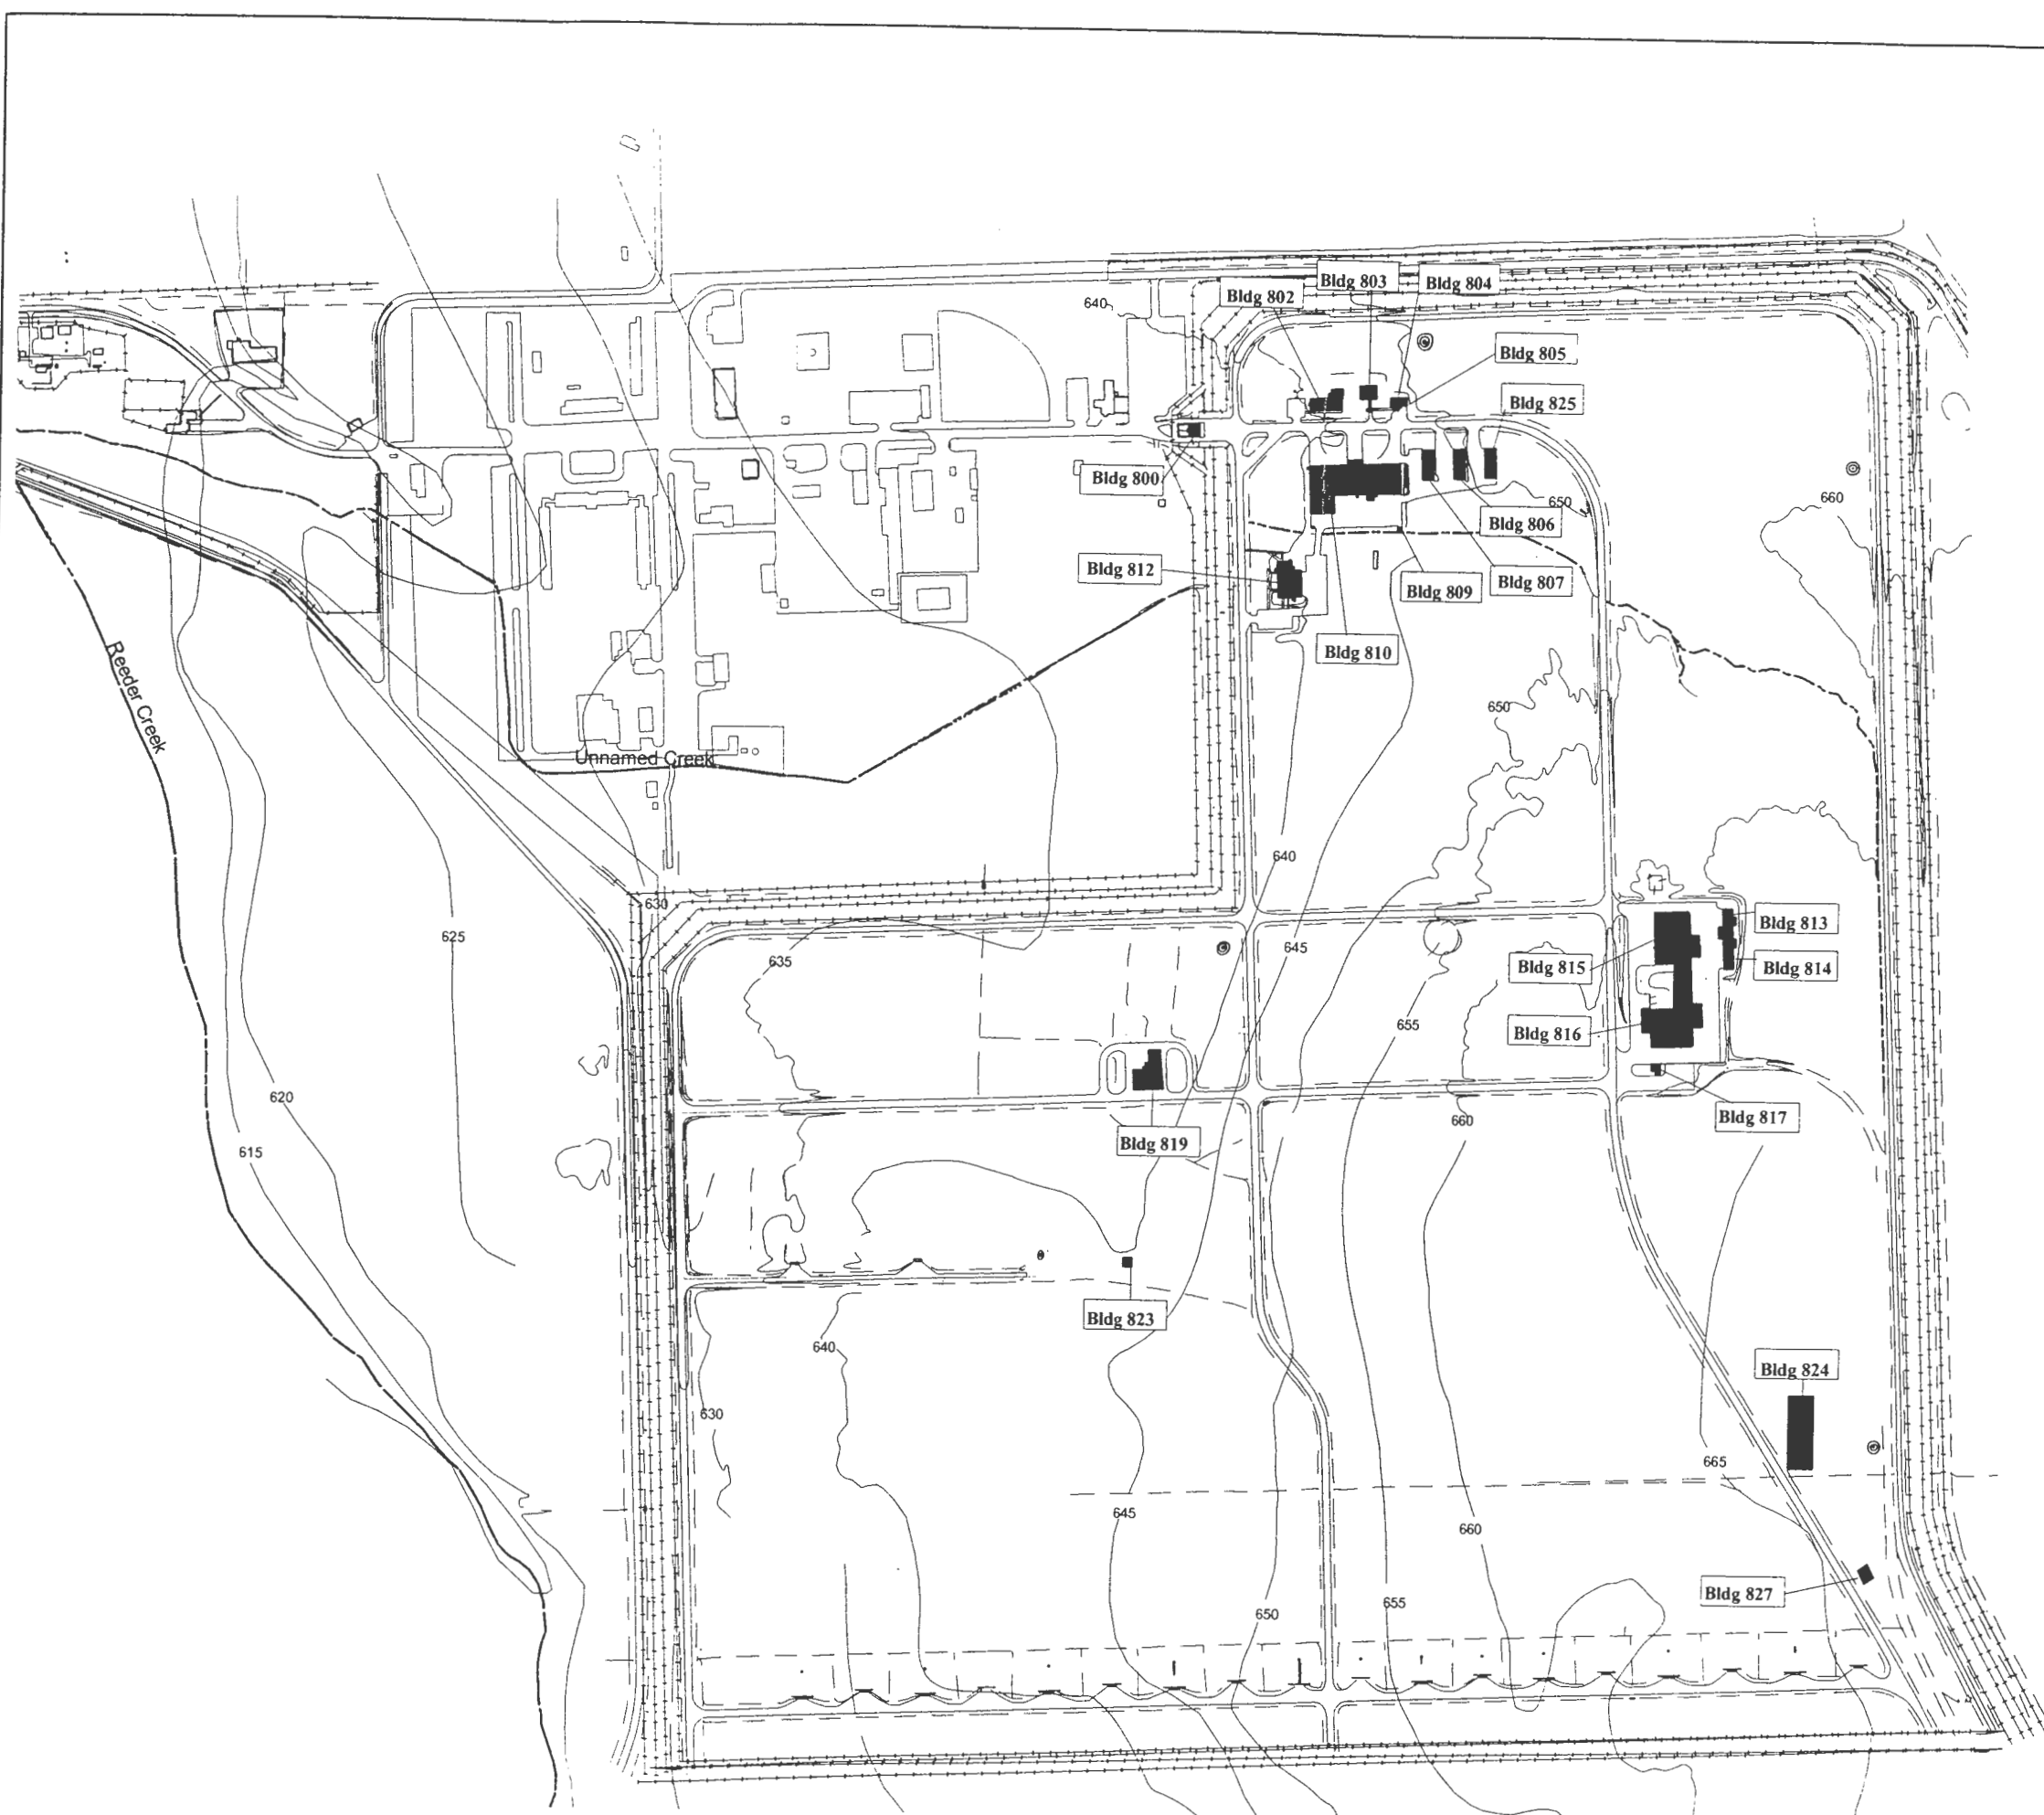 Bldg 803
Bldg 804
Bldg 802
640
Bldg 805
Bldg 825
Bldg 800
660
650
Bldg 806
Bldg 812
Bldg 807
Bldg 809
Bldg 810
Reeder Creek
650
Unnamed Creek
640
630
Bldg 813
625
645
635
Bldg 815
Bldg 814
655
Bldg 816
620
Bldg 817
660
Bldg 819
615
Bldg 823
640
Bldg 824
630
665
645
660
Bldg 827
655
650